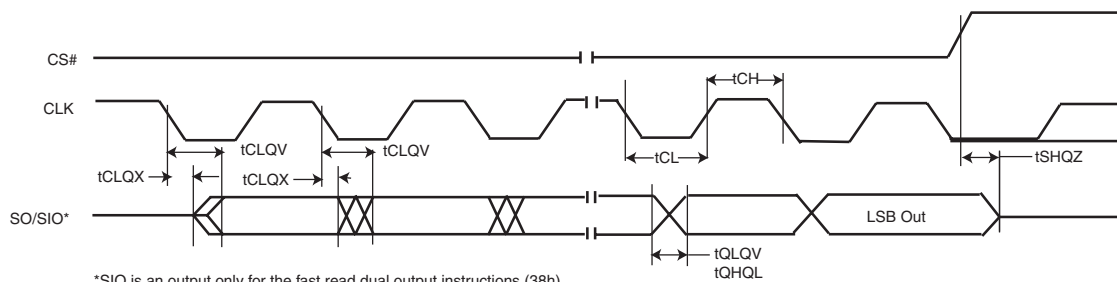 CS#
tCH
CLK
tCLQV
tCLQV
tCL
tSHQZ
tCLQX
tCLQX
SO/SIO*
LSB Out
tQLQV
tQHQL
*SIO is an output only for the fast read dual output instructions (38h)